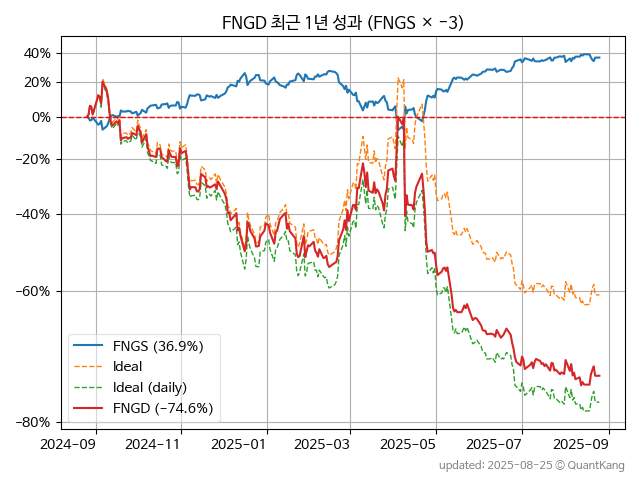 FNGD 최근 1년 성과 (FNGS × −3)
40%
20%
0%
−20%
−40%
−60%
−80%
FNGS (36.9%)
Ideal
Ideal (daily)
FNGD (−74.6%)
2024-09
2024-11
2025-01
2025-03
2025-05
2025-07
2025-09
updated: 2025-08-25 © QuantKang